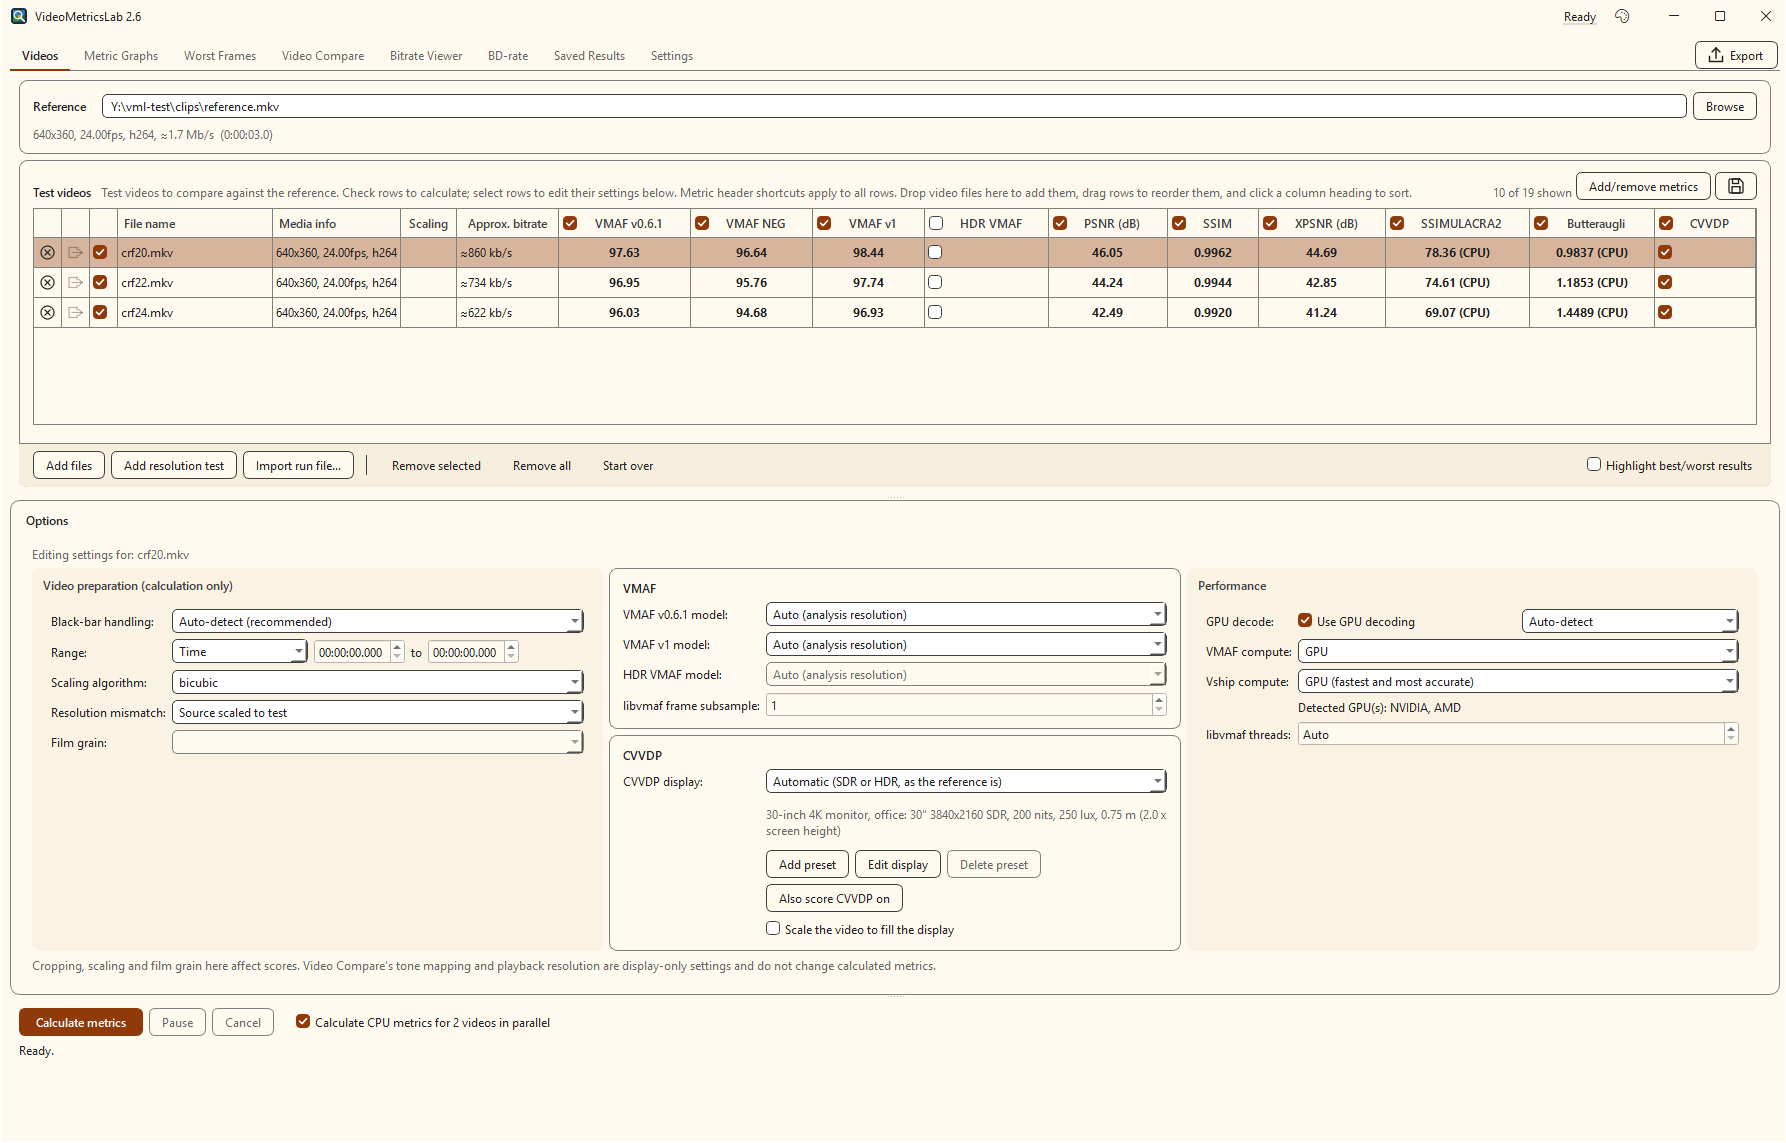 VideoMetricsLab 2.6
Ready
Videos Metric Graphs Worst Frames Video Compare Bitrate Viewer BD-rate Saved Results Settings Export
Reference Y:\vml-test\clips\reference.mkv Browse
640x360, 24.00fps, h264, ≈1.7 Mb/s (0:00:03.0)
Test videos Test videos to compare against the reference. Check rows to calculate; select rows to edit their settings below. Metric header shortcuts apply to all rows. Drop video files here to add them, drag rows to reorder them, and click a column heading to sort. 10 of 19 shown Add/remove metrics
File name Media info Scaling Approx. bitrate VMAF v0.6.1 VMAF NEG VMAF v1 HDR VMAF PSNR (dB) SSIM XPSNR (dB) SSIMULACRA2 Butteraugli CVVDP
crf20.mkv 640x360, 24.00fps, h264 ≈860 kb/s 97.63 96.64 98.44 46.05 0.9962 44.69 78.36 (CPU) 0.9837 (CPU)
crf22.mkv 640x360, 24.00fps, h264 ≈734 kb/s 96.95 95.76 97.74 44.24 0.9944 42.85 74.61 (CPU) 1.1853 (CPU)
crf24.mkv 640x360, 24.00fps, h264 ≈622 kb/s 96.03 94.68 96.93 42.49 0.9920 41.24 69.07 (CPU) 1.4489 (CPU)
Add files Add resolution test Import run file... Remove selected Remove all Start over Highlight best/worst results
Options
Editing settings for: crf20.mkv
Video preparation (calculation only)
Black-bar handling: Auto-detect (recommended)
Range: Time 00:00:00.000 to 00:00:00.000
Scaling algorithm: bicubic
Resolution mismatch: Source scaled to test
Film grain:
VMAF
VMAF v0.6.1 model: Auto (analysis resolution)
VMAF v1 model: Auto (analysis resolution)
HDR VMAF model: Auto (analysis resolution)
libvmaf frame subsample: 1
CVVDP
CVVDP display: Automatic (SDR or HDR, as the reference is)
30-inch 4K monitor, office: 30" 3840x2160 SDR, 200 nits, 250 lux, 0.75 m (2.0 x
screen height)
Add preset Edit display Delete preset
Also score CVVDP on
Scale the video to fill the display
Performance
GPU decode: Use GPU decoding Auto-detect
VMAF compute: GPU
Vship compute: GPU (fastest and most accurate)
Detected GPU(s): NVIDIA, AMD
libvmaf threads: Auto
Cropping, scaling and film grain here affect scores. Video Compare's tone mapping and playback resolution are display-only settings and do not change calculated metrics.
Calculate metrics Pause Cancel Calculate CPU metrics for 2 videos in parallel
Ready.